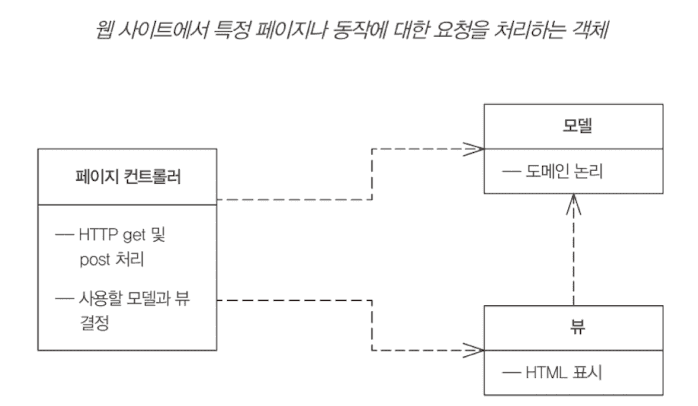 웹 사이트에서 특정 페이지나 동작에 대한 요청을 처리하는 객체
페이지 컨트롤러
— HTTP get 및
post 처리
— 사용할 모델과 뷰
결정
모델
— 도메인 논리
뷰
— HTML 표시